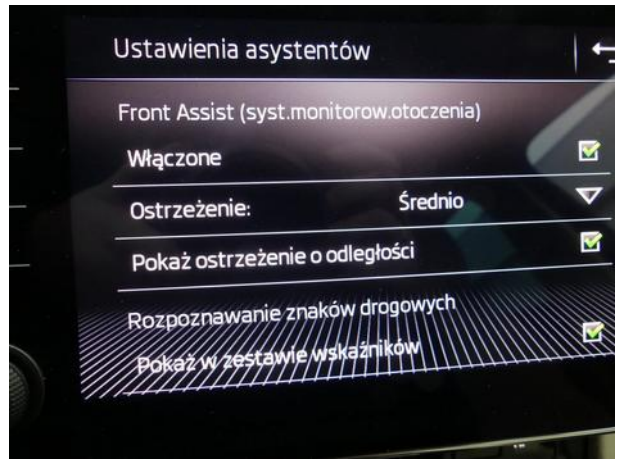 Ustawienia asystentów
Front Assist (syst.monitorow.otoczenia)
Włączone
Ostrzeżenie: Średnio
Pokaż ostrzeżenie o odległości
Rozpoznawanie znaków drogowych
Pokaż w zestawie wskaźników